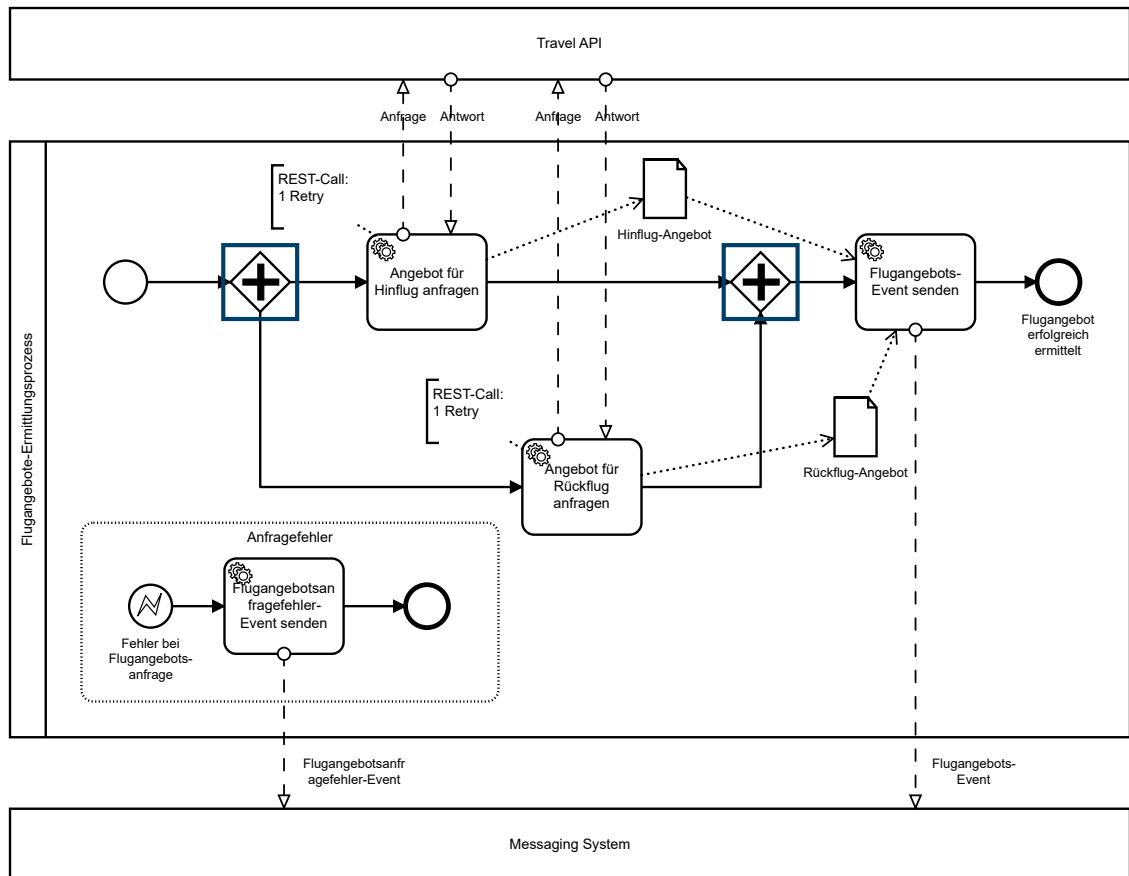 Travel API
Anfrage
Antwort
Anfrage
Antwort
Flugangebote-Ermittlungsprozess
REST-Call:
1 Retry
Hinflug-Angebot
Angebot für
Hinflug anfragen
Flugangebots-
Event senden
Flugangebot
erfolgreich
ermittelt
REST-Call:
1 Retry
Angebot für
Rückflug
anfragen
Rückflug-Angebot
Anfragefehler
Flugangebotsan
fragefehler-
Event senden
Fehler bei
Flugangebots-
anfrage
Flugangebotsanfr
agefehler-Event
Flugangebots-
Event
Messaging System